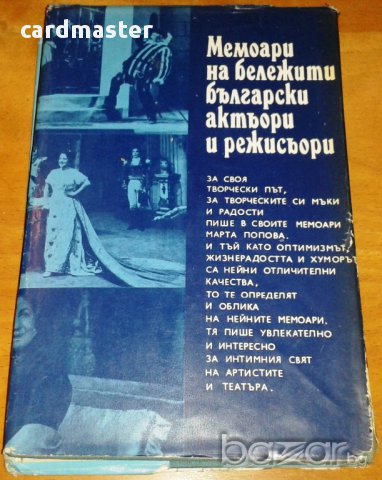 cardmaster
Мемоари
на бележити
български
актьори
и режисьори
ЗА СВОЯ
ТВОРЧЕСКИ ПЪТ,
ЗА ТВОРЧЕСКИТЕ СИ МЪКИ
И РАДОСТИ
ПИШЕ В СВОИТЕ МЕМОАРИ
МАРТА ПОПОВА.
И ТЪЙ КАТО ОПТИМИЗМЪТ,
ЖИЗНЕРАДОСТТА И ХУМОРЪТ
СА НЕЙНИ ОТЛИЧИТЕЛНИ
КАЧЕСТВА,
ТО ТЕ ОПРЕДЕЛЯТ
И ОБЛИКА
НА НЕЙНИТЕ МЕМОАРИ.
ТЯ ПИШЕ УВЛЕКАТЕЛНО
И ИНТЕРЕСНО
ЗА ИНТИМНИЯ СВЯТ
НА АРТИСТИТЕ
И ТЕАТЪРА.
bazar.bg